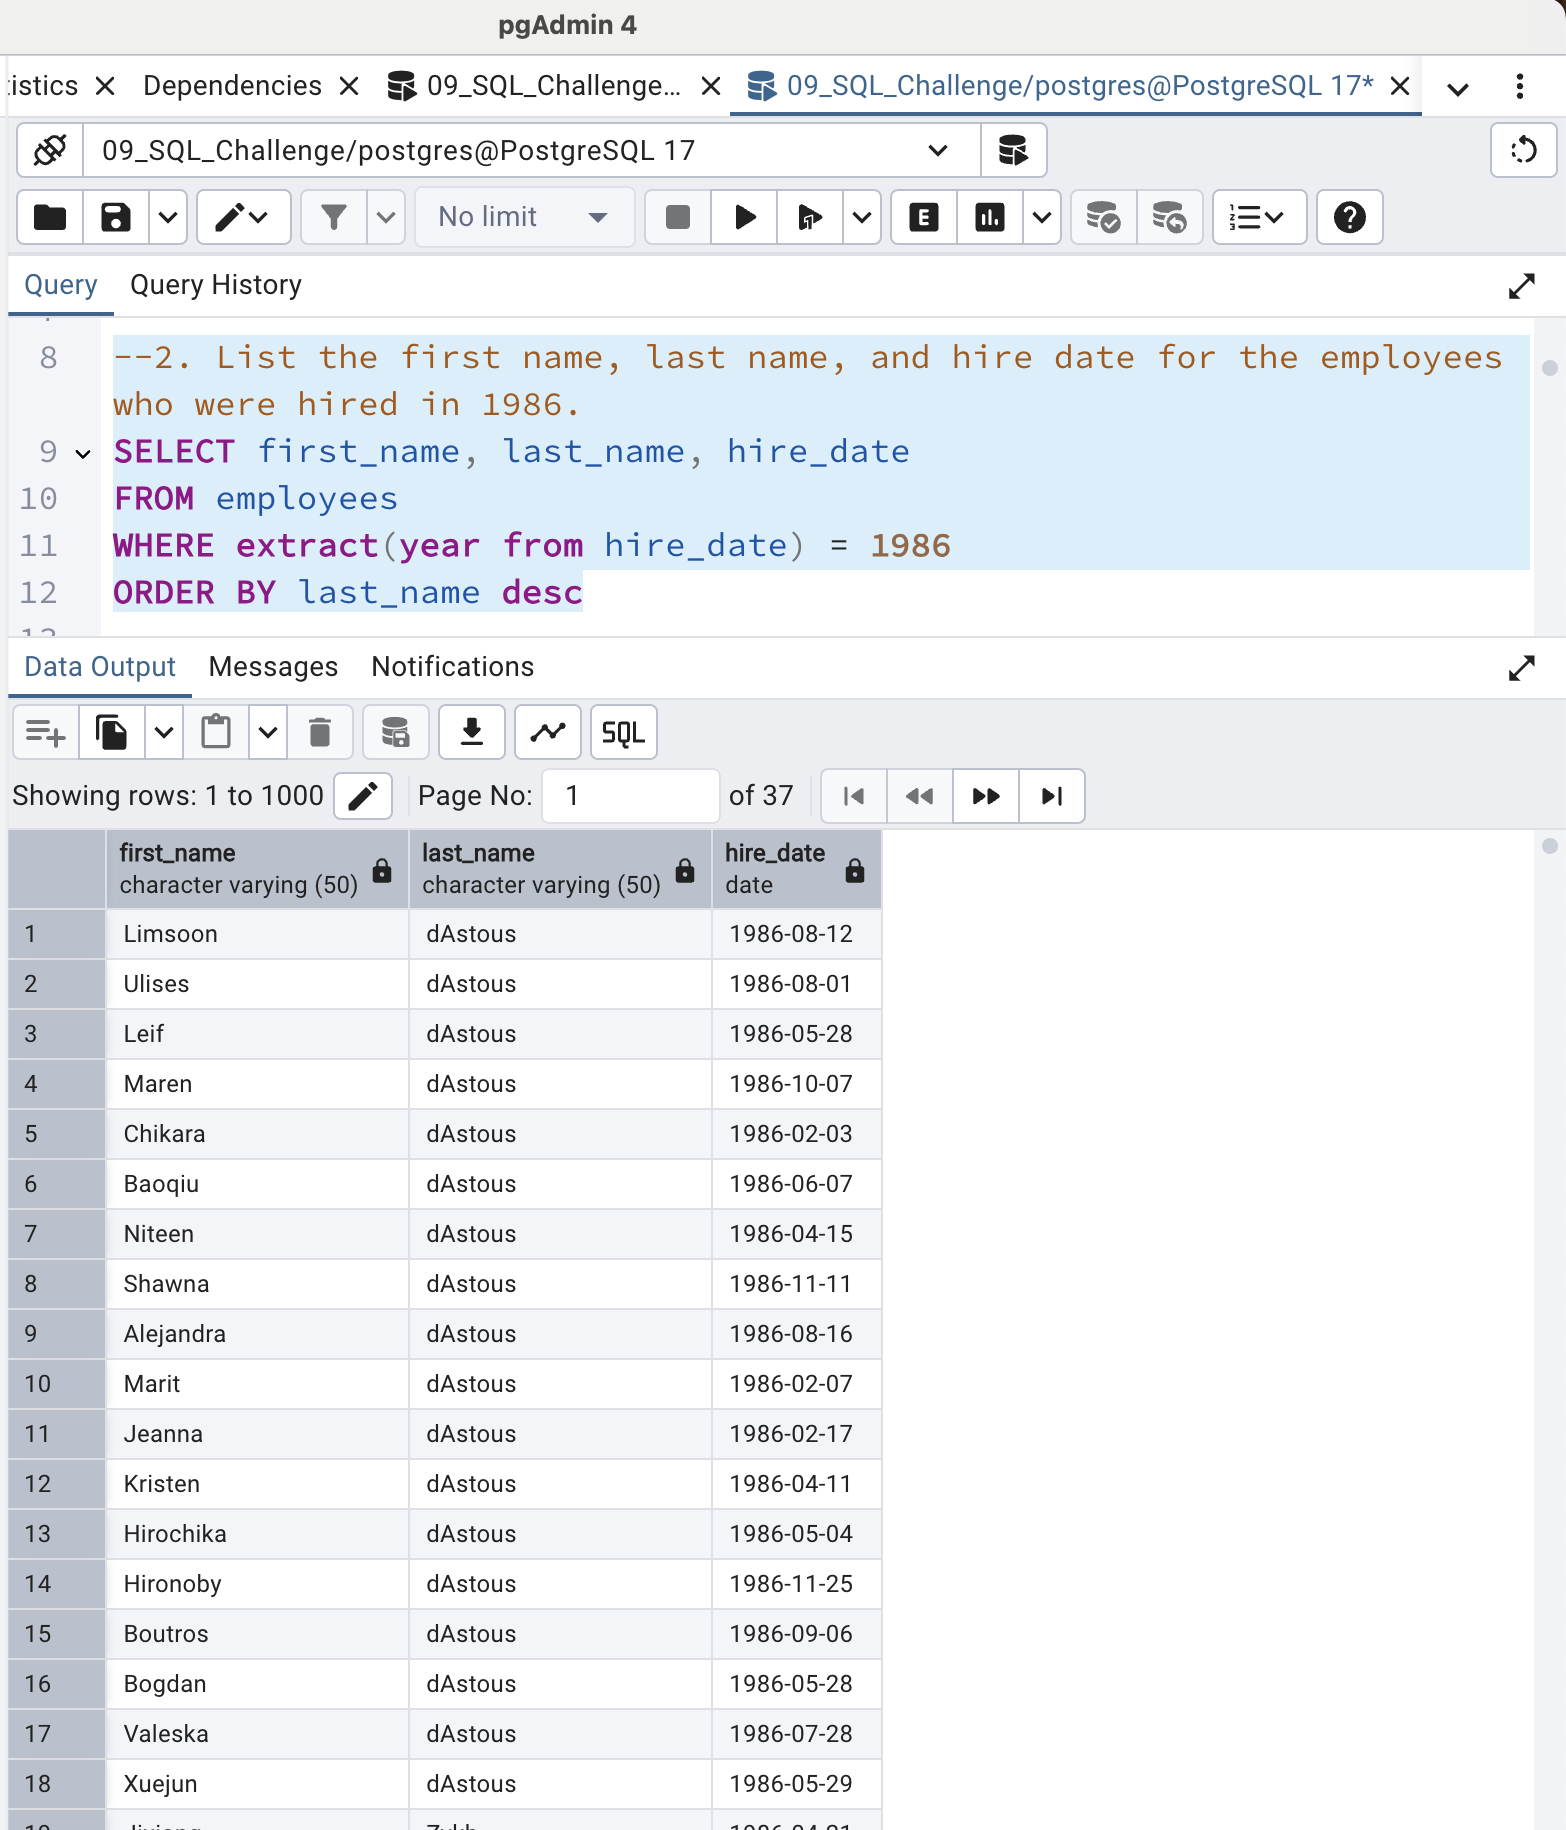 pgAdmin 4
tistics Dependencies 09_SQL_Challenge... 09_SQL_Challenge/postgres@PostgreSQL 17*
09_SQL_Challenge/postgres@PostgreSQL 17
No limit E
Query Query History
8 --2. List the first name, last name, and hire date for the employees
who were hired in 1986.
9 SELECT first_name, last_name, hire_date
10 FROM employees
11 WHERE extract(year from hire_date) = 1986
12 ORDER BY last_name desc
Data Output Messages Notifications
SQL
Showing rows: 1 to 1000 Page No: 1 of 37
first_name last_name hire_date
character varying (50) character varying (50) date
1 Limsoon dAstous 1986-08-12
2 Ulises dAstous 1986-08-01
3 Leif dAstous 1986-05-28
4 Maren dAstous 1986-10-07
5 Chikara dAstous 1986-02-03
6 Baoqiu dAstous 1986-06-07
7 Niteen dAstous 1986-04-15
8 Shawna dAstous 1986-11-11
9 Alejandra dAstous 1986-08-16
10 Marit dAstous 1986-02-07
11 Jeanna dAstous 1986-02-17
12 Kristen dAstous 1986-04-11
13 Hirochika dAstous 1986-05-04
14 Hironoby dAstous 1986-11-25
15 Boutros dAstous 1986-09-06
16 Bogdan dAstous 1986-05-28
17 Valeska dAstous 1986-07-28
18 Xuejun dAstous 1986-05-29